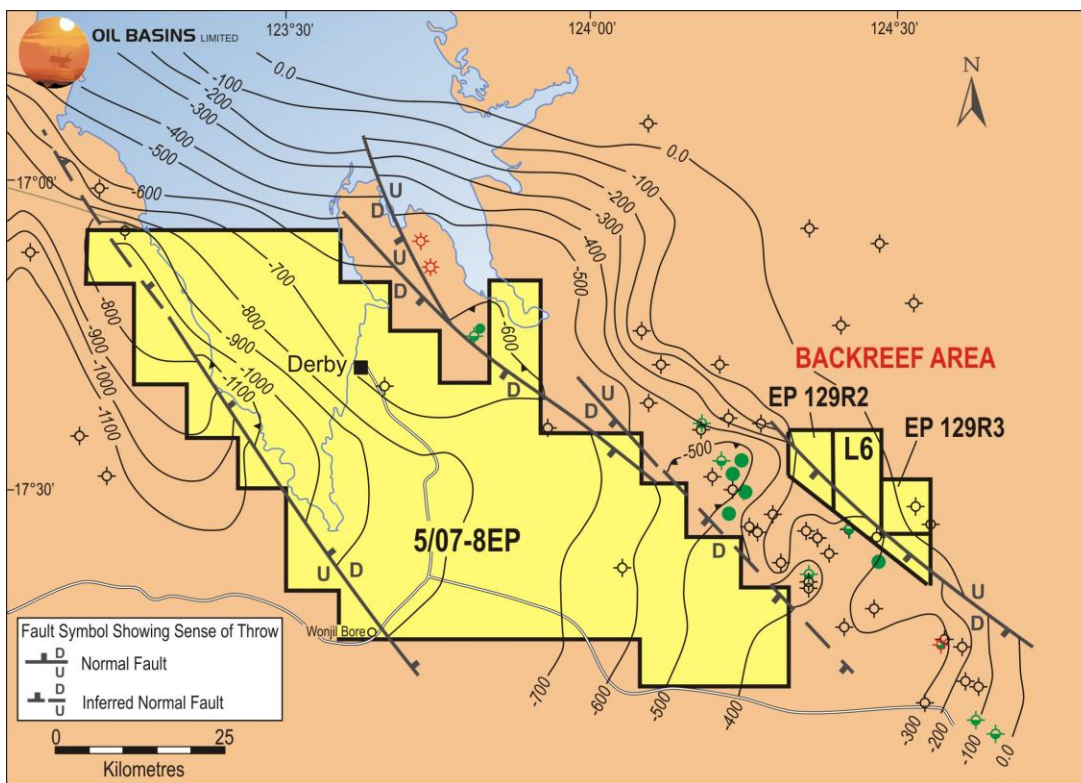 OIL BASINS LIMITED
123°30'
124°00'
124°30'
N
0.0
-100
-200
-300
-400
-500
-600
17°00'
0.0
-100
-200
-300
-400
-500
U
D
U
D
-700
-800
-900
-1000
-1100
-800
-900
-1000
-1100
-600
Derby
D
U
D
BACKREEF AREA
EP 129R2
L6
EP 129R3
-500
17°30'
5/07-8EP
D
U
D
U
D
Wonjil Bore
Fault Symbol Showing Sense of Throw
D
U
Normal Fault
D
U
Inferred Normal Fault
-700
-600
-400
-300
-200
-100
0.0
0
25
Kilometres